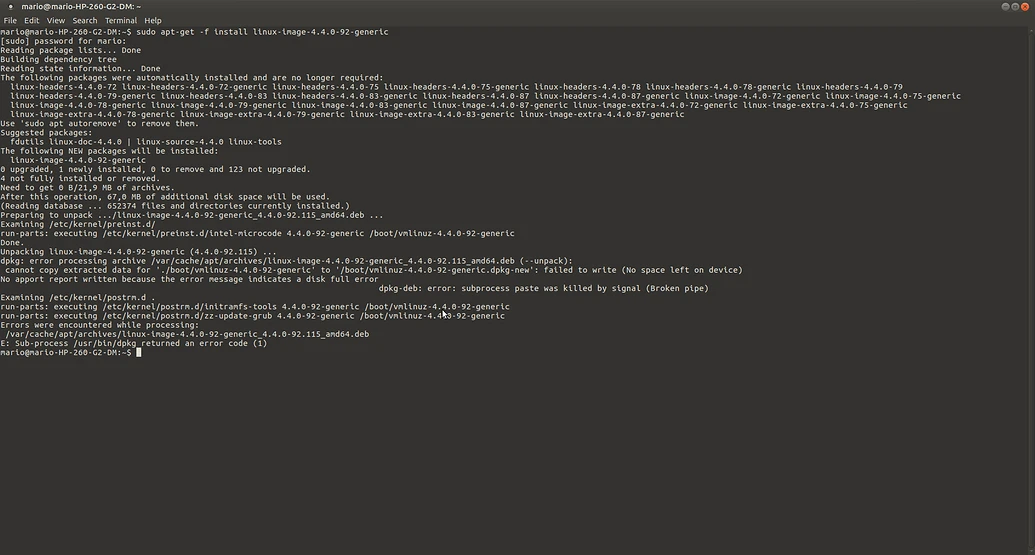 mario@mario-HP-260-G2-DM: ~
File Edit View Search Terminal Help
mario@mario-HP-260-G2-DM:~$ sudo apt-get -f install linux-image-4.4.0-92-generic
[sudo] password for mario:
Reading package lists... Done
Building dependency tree
Reading state information... Done
The following packages were automatically installed and are no longer required:
linux-headers-4.4.0-72 linux-headers-4.4.0-72-generic linux-headers-4.4.0-75 linux-headers-4.4.0-75-generic linux-headers-4.4.0-78 linux-headers-4.4.0-78-generic linux-headers-4.4.0-79
linux-headers-4.4.0-79-generic linux-headers-4.4.0-83 linux-headers-4.4.0-83-generic linux-headers-4.4.0-87 linux-headers-4.4.0-87-generic linux-image-4.4.0-72-generic linux-image-4.4.0-75-generic
linux-image-4.4.0-78-generic linux-image-4.4.0-79-generic linux-image-4.4.0-83-generic linux-image-4.4.0-87-generic linux-image-extra-4.4.0-72-generic linux-image-extra-4.4.0-75-generic
linux-image-extra-4.4.0-78-generic linux-image-extra-4.4.0-79-generic linux-image-extra-4.4.0-83-generic linux-image-extra-4.4.0-87-generic
Use 'sudo apt autoremove' to remove them.
Suggested packages:
fdutils linux-doc-4.4.0 | linux-source-4.4.0 linux-tools
The following NEW packages will be installed:
linux-image-4.4.0-92-generic
0 upgraded, 1 newly installed, 0 to remove and 123 not upgraded.
4 not fully installed or removed.
Need to get 0 B/21,9 MB of archives.
After this operation, 67,0 MB of additional disk space will be used.
(Reading database ... 652374 files and directories currently installed.)
Preparing to unpack .../linux-image-4.4.0-92-generic_4.4.0-92.115_amd64.deb ...
Examining /etc/kernel/preinst.d/
run-parts: executing /etc/kernel/preinst.d/intel-microcode 4.4.0-92-generic /boot/vmlinuz-4.4.0-92-generic
Done.
Unpacking linux-image-4.4.0-92-generic (4.4.0-92.115) ...
dpkg: error processing archive /var/cache/apt/archives/linux-image-4.4.0-92-generic_4.4.0-92.115_amd64.deb (--unpack):
cannot copy extracted data for './boot/vmlinuz-4.4.0-92-generic' to '/boot/vmlinuz-4.4.0-92-generic.dpkg-new': failed to write (No space left on device)
No apport report written because the error message indicates a disk full error
dpkg-deb: error: subprocess paste was killed by signal (Broken pipe)
Examining /etc/kernel/postrm.d .
run-parts: executing /etc/kernel/postrm.d/initramfs-tools 4.4.0-92-generic /boot/vmlinuz-4.4.0-92-generic
run-parts: executing /etc/kernel/postrm.d/zz-update-grub 4.4.0-92-generic /boot/vmlinuz-4.4.0-92-generic
Errors were encountered while processing:
/var/cache/apt/archives/linux-image-4.4.0-92-generic_4.4.0-92.115_amd64.deb
E: Sub-process /usr/bin/dpkg returned an error code (1)
mario@mario-HP-260-G2-DM:~$